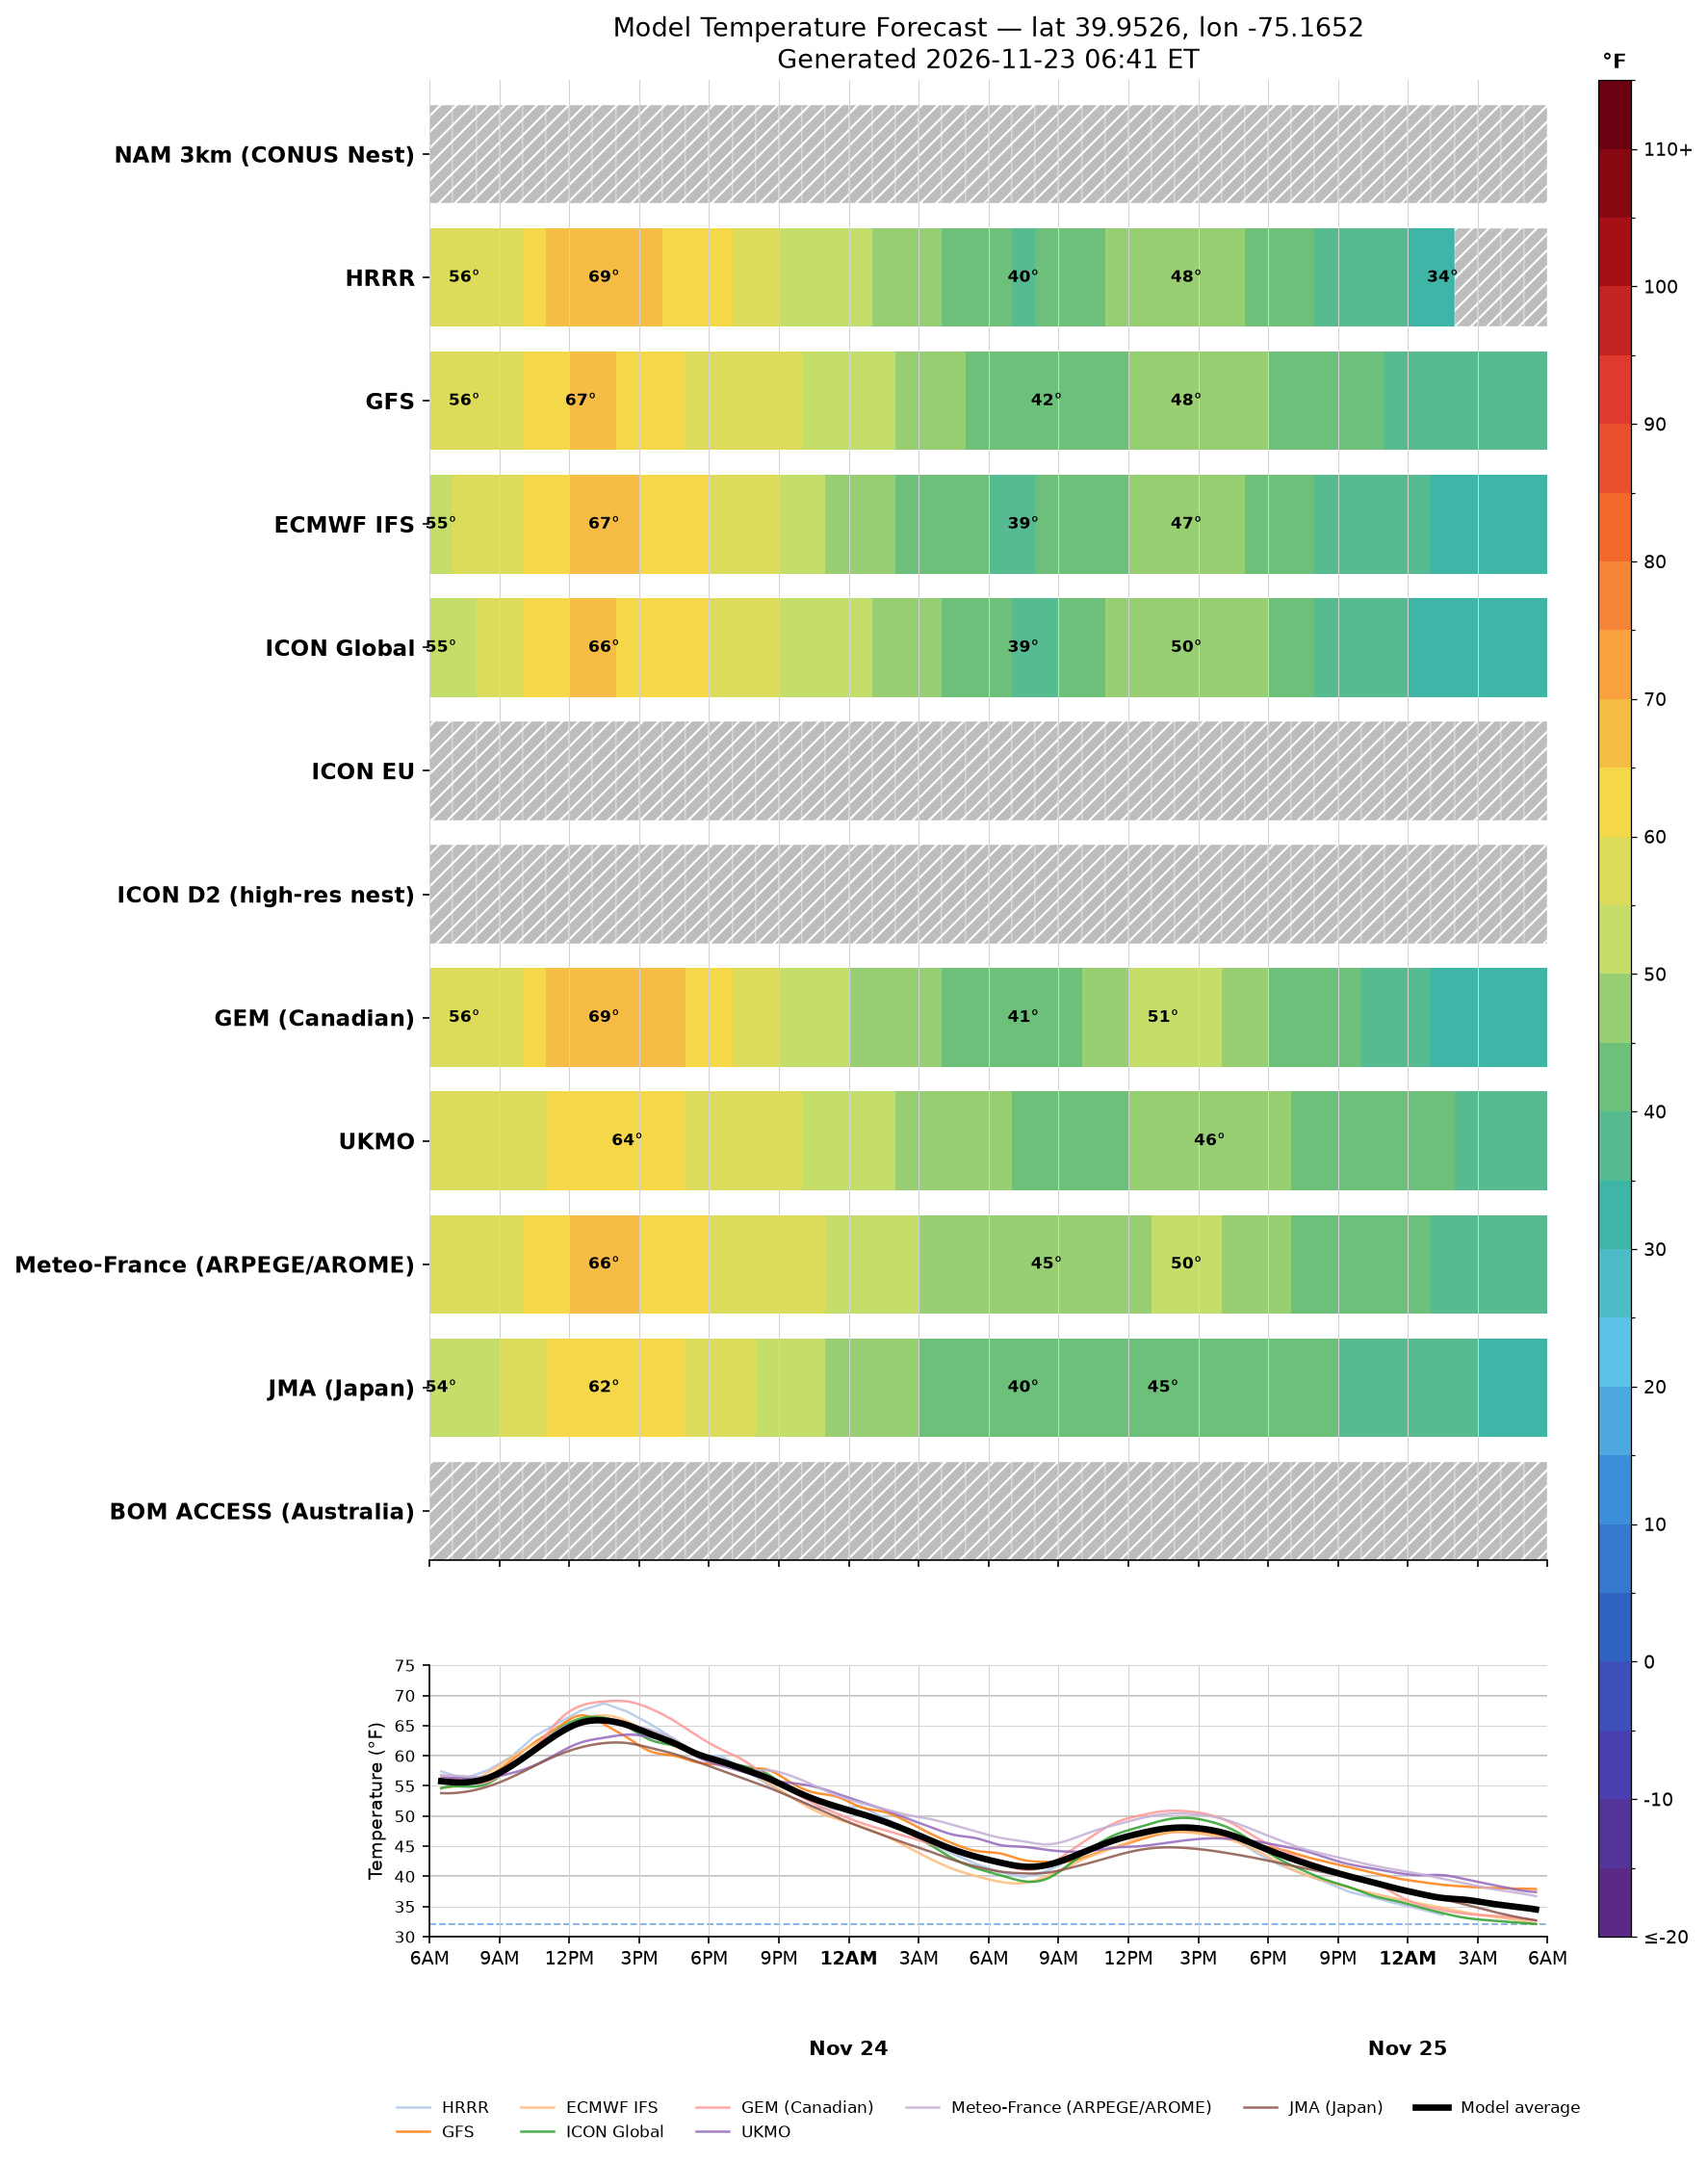 Model Temperature Forecast — lat 39.9526, lon -75.1652
Generated 2026-11-23 06:41 ET
°F
NAM 3km (CONUS Nest)
HRRR 56° 69° 40° 48° 34°
GFS 56° 67° 42° 48°
ECMWF IFS 55° 67° 39° 47°
ICON Global 55° 66° 39° 50°
ICON EU
ICON D2 (high-res nest)
GEM (Canadian) 56° 69° 41° 51°
UKMO 64° 46°
Meteo-France (ARPEGE/AROME) 66° 45° 50°
JMA (Japan) 54° 62° 40° 45°
BOM ACCESS (Australia)
110+
100
90
80
70
60
50
40
30
20
10
0
-10
≤-20
Temperature (°F)
75
70
65
60
55
50
45
40
35
30
6AM 9AM 12PM 3PM 6PM 9PM 12AM 3AM 6AM 9AM 12PM 3PM 6PM 9PM 12AM 3AM 6AM
Nov 24 Nov 25
HRRR ECMWF IFS GEM (Canadian) Meteo-France (ARPEGE/AROME) JMA (Japan) Model average
GFS ICON Global UKMO